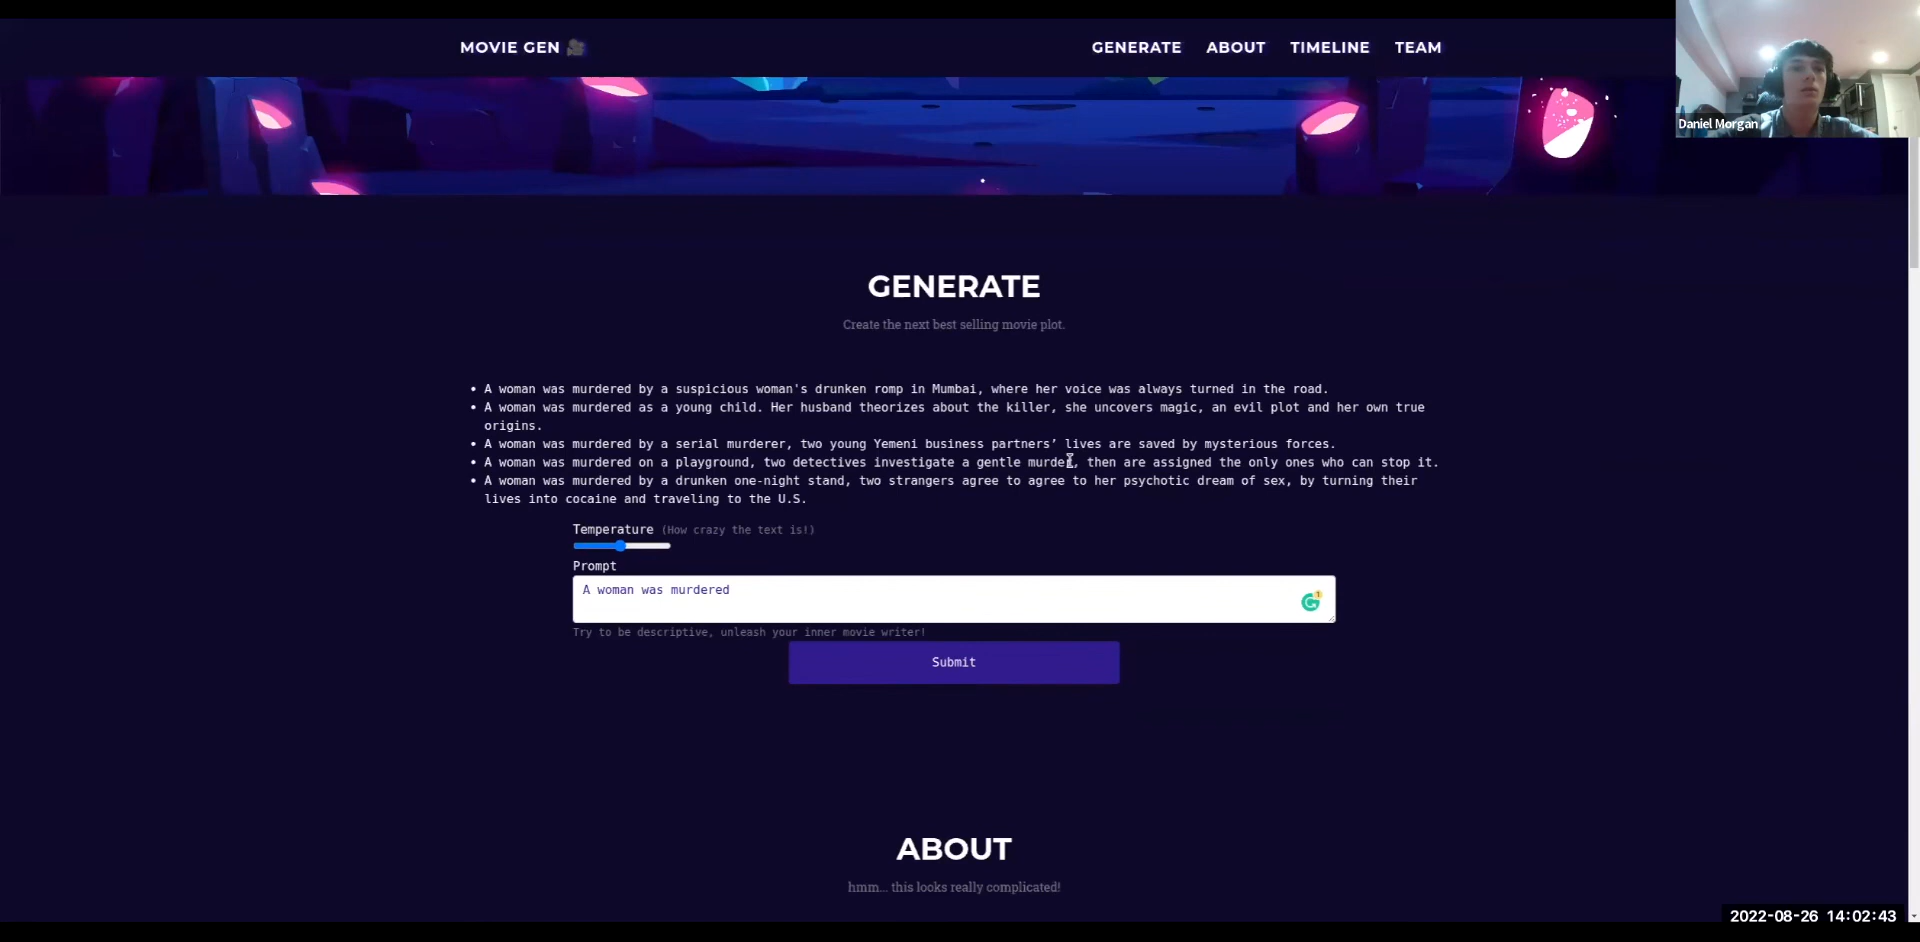 MOVIE GEN 🎥 GENERATE ABOUT TIMELINE TEAM
Daniel Morgan
GENERATE
Create the next best selling movie plot.
• A woman was murdered by a suspicious woman's drunken romp in Mumbai, where her voice was always turned in the road.
• A woman was murdered as a young child. Her husband theorizes about the killer, she uncovers magic, an evil plot and her own true
origins.
• A woman was murdered by a serial murderer, two young Yemeni business partners’ lives are saved by mysterious forces.
• A woman was murdered on a playground, two detectives investigate a gentle murder, then are assigned the only ones who can stop it.
• A woman was murdered by a drunken one-night stand, two strangers agree to agree to her psychotic dream of sex, by turning their
lives into cocaine and traveling to the U.S.
Temperature (How crazy the text is!)
Prompt
A woman was murdered
1
Try to be descriptive, unleash your inner movie writer!
Submit
ABOUT
hmm... this looks really complicated!
2022-08-26 14:02:43